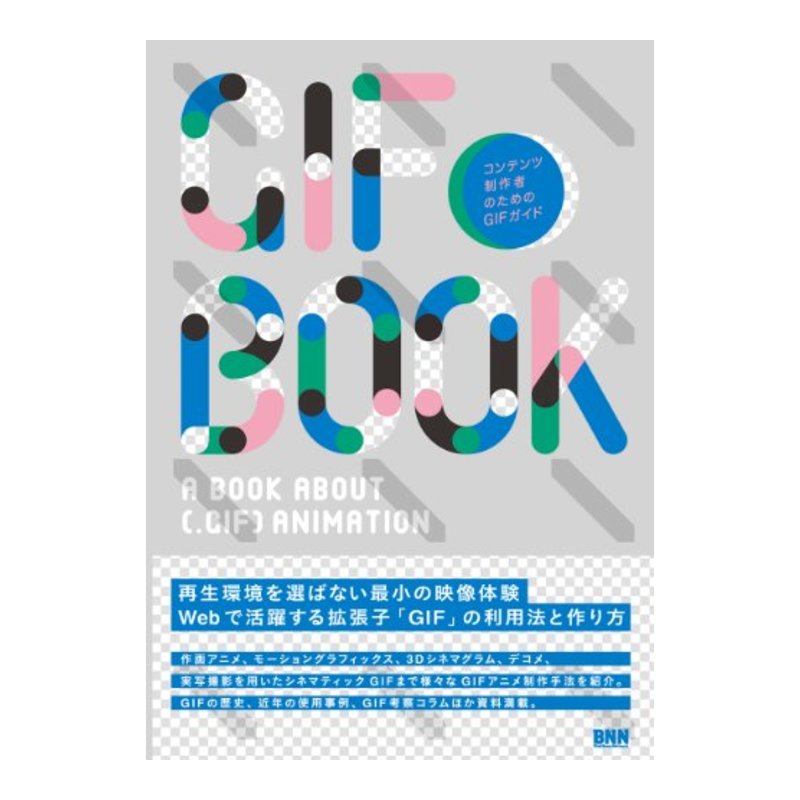 GIF
コンテンツ
制作者
のための
GIFガイド
BOOK
A BOOK ABOUT
(.GIF) ANIMATION
再生環境を選ばない最小の映像体験
Webで活躍する拡張子「GIF」の利用法と作り方
作画アニメ、モーショングラフィックス、3Dシネマグラム、デコメ、
実写撮影を用いたシネマティックGIFまで様々なGIFアニメ制作手法を紹介。
GIFの歴史、近年の使用事例、GIF考察コラムほか資料満載。
BNN